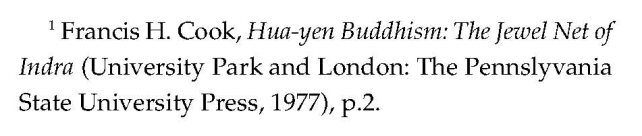 ¹ Francis H. Cook, Hua-yen Buddhism: The Jewel Net of
Indra (University Park and London: The Pennslyvania
State University Press, 1977), p.2.